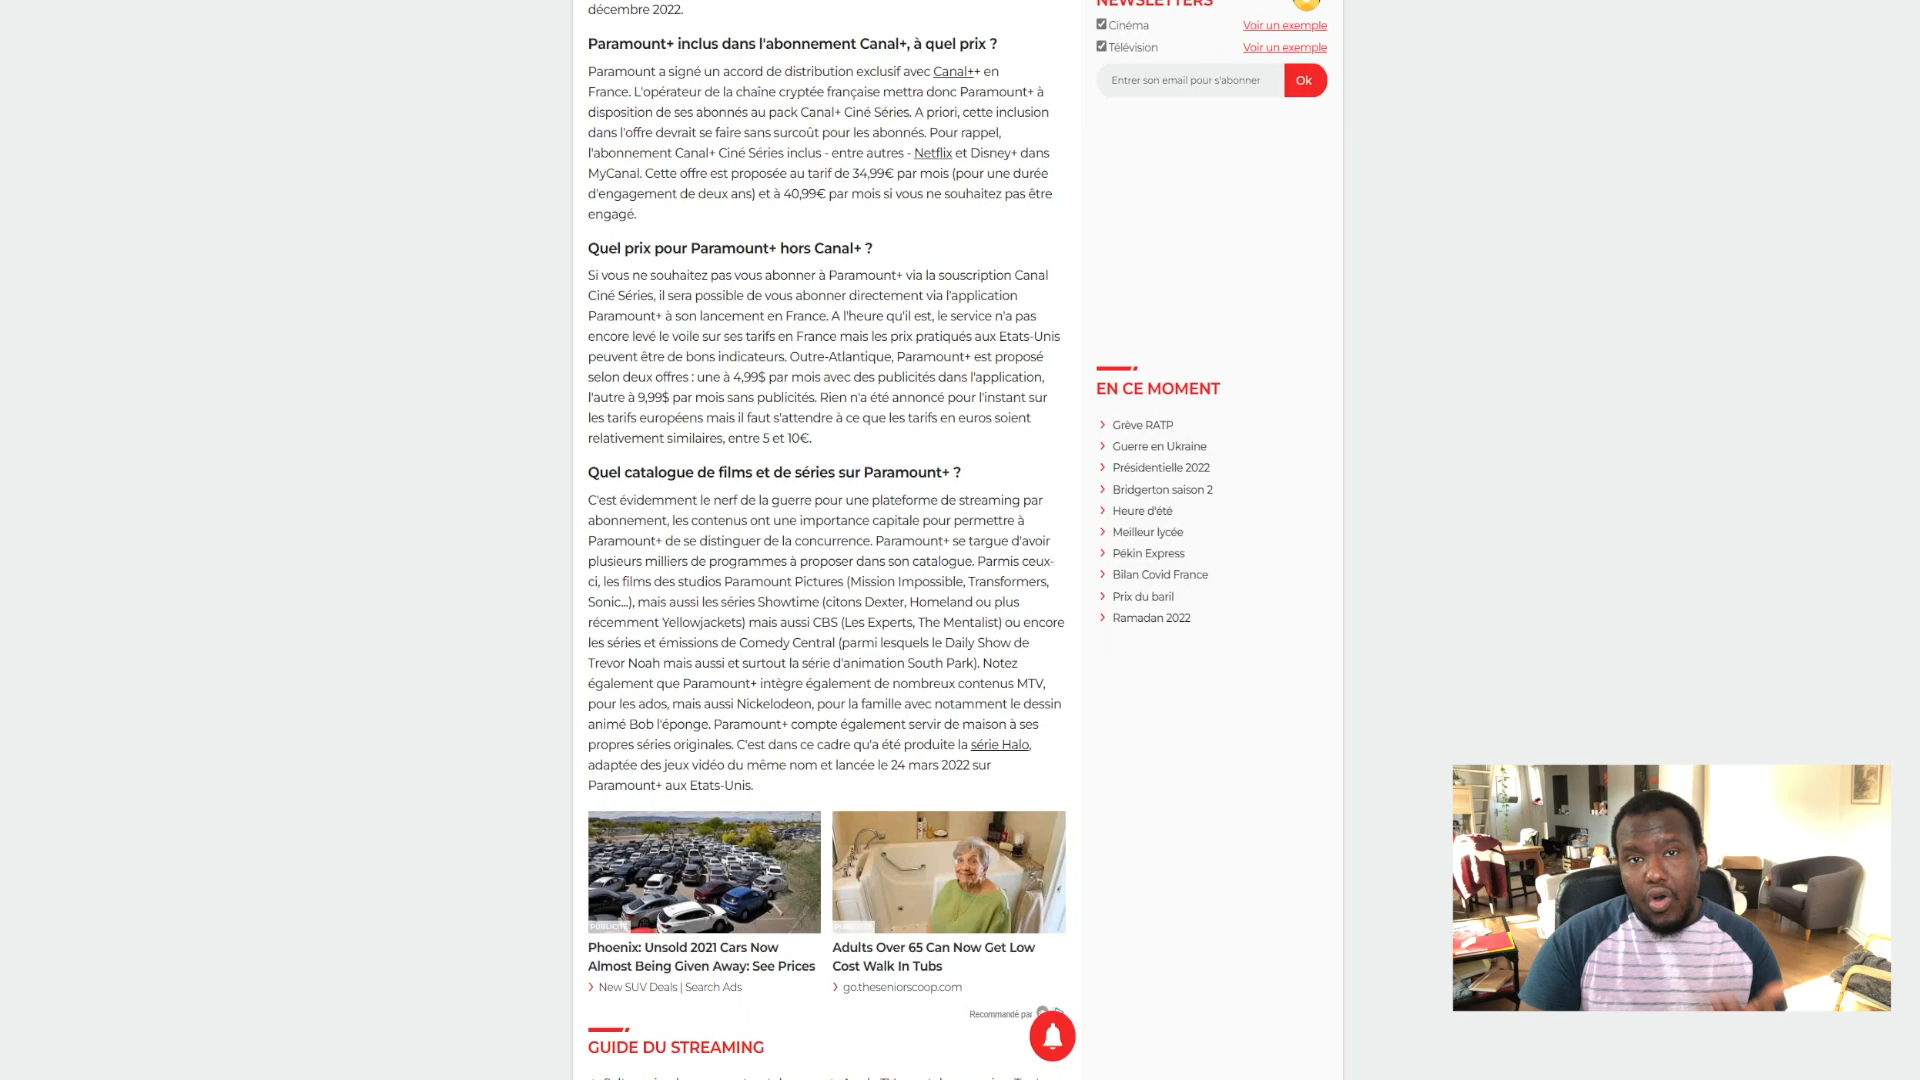 décembre 2022.
Paramount+ inclus dans l'abonnement Canal+, à quel prix ?
Paramount a signé un accord de distribution exclusif avec Canal++ en
France. L'opérateur de la chaîne cryptée française mettra donc Paramount+ à
disposition de ses abonnés au pack Canal+ Ciné Séries. A priori, cette inclusion
dans l'offre devrait se faire sans surcoût pour les abonnés. Pour rappel,
l'abonnement Canal+ Ciné Séries inclus - entre autres - Netflix et Disney+ dans
MyCanal. Cette offre est proposée au tarif de 34,99€ par mois (pour une durée
d'engagement de deux ans) et à 40,99€ par mois si vous ne souhaitez pas être
engagé.
Quel prix pour Paramount+ hors Canal+ ?
Si vous ne souhaitez pas vous abonner à Paramount+ via la souscription Canal
Ciné Séries, il sera possible de vous abonner directement via l'application
Paramount+ à son lancement en France. A l'heure qu'il est, le service n'a pas
encore levé le voile sur ses tarifs en France mais les prix pratiqués aux Etats-Unis
peuvent être de bons indicateurs. Outre-Atlantique, Paramount+ est proposé
selon deux offres : une à 4,99$ par mois avec des publicités dans l'application,
l'autre à 9,99$ par mois sans publicités. Rien n'a été annoncé pour l'instant sur
les tarifs européens mais il faut s'attendre à ce que les tarifs en euros soient
relativement similaires, entre 5 et 10€.
Quel catalogue de films et de séries sur Paramount+ ?
C'est évidemment le nerf de la guerre pour une plateforme de streaming par
abonnement, les contenus ont une importance capitale pour permettre à
Paramount+ de se distinguer de la concurrence. Paramount+ se targue d'avoir
plusieurs milliers de programmes à proposer dans son catalogue. Parmis ceux-
ci, les films des studios Paramount Pictures (Mission Impossible, Transformers,
Sonic...), mais aussi les séries Showtime (citons Dexter, Homeland ou plus
récemment Yellowjackets) mais aussi CBS (Les Experts, The Mentalist) ou encore
les séries et émissions de Comedy Central (parmi lesquels le Daily Show de
Trevor Noah mais aussi et surtout la série d'animation South Park). Notez
également que Paramount+ intègre également de nombreux contenus MTV,
pour les ados, mais aussi Nickelodeon, pour la famille avec notamment le dessin
animé Bob l'éponge. Paramount+ compte également servir de maison à ses
propres séries originales. C'est dans ce cadre qu'a été produite la série Halo,
adaptée des jeux vidéo du même nom et lancée le 24 mars 2022 sur
Paramount+ aux Etats-Unis.
PUBLICITÉ
Phoenix: Unsold 2021 Cars Now
Almost Being Given Away: See Prices
New SUV Deals | Search Ads
Adults Over 65 Can Now Get Low
Cost Walk In Tubs
go.theseniorscoop.com
Recommandé par
GUIDE DU STREAMING
NEWSLETTERS
Cinéma Voir un exemple
Télévision Voir un exemple
Entrer son email pour s'abonner Ok
EN CE MOMENT
Grève RATP
Guerre en Ukraine
Présidentielle 2022
Bridgerton saison 2
Heure d'été
Meilleur lycée
Pékin Express
Bilan Covid France
Prix du baril
Ramadan 2022